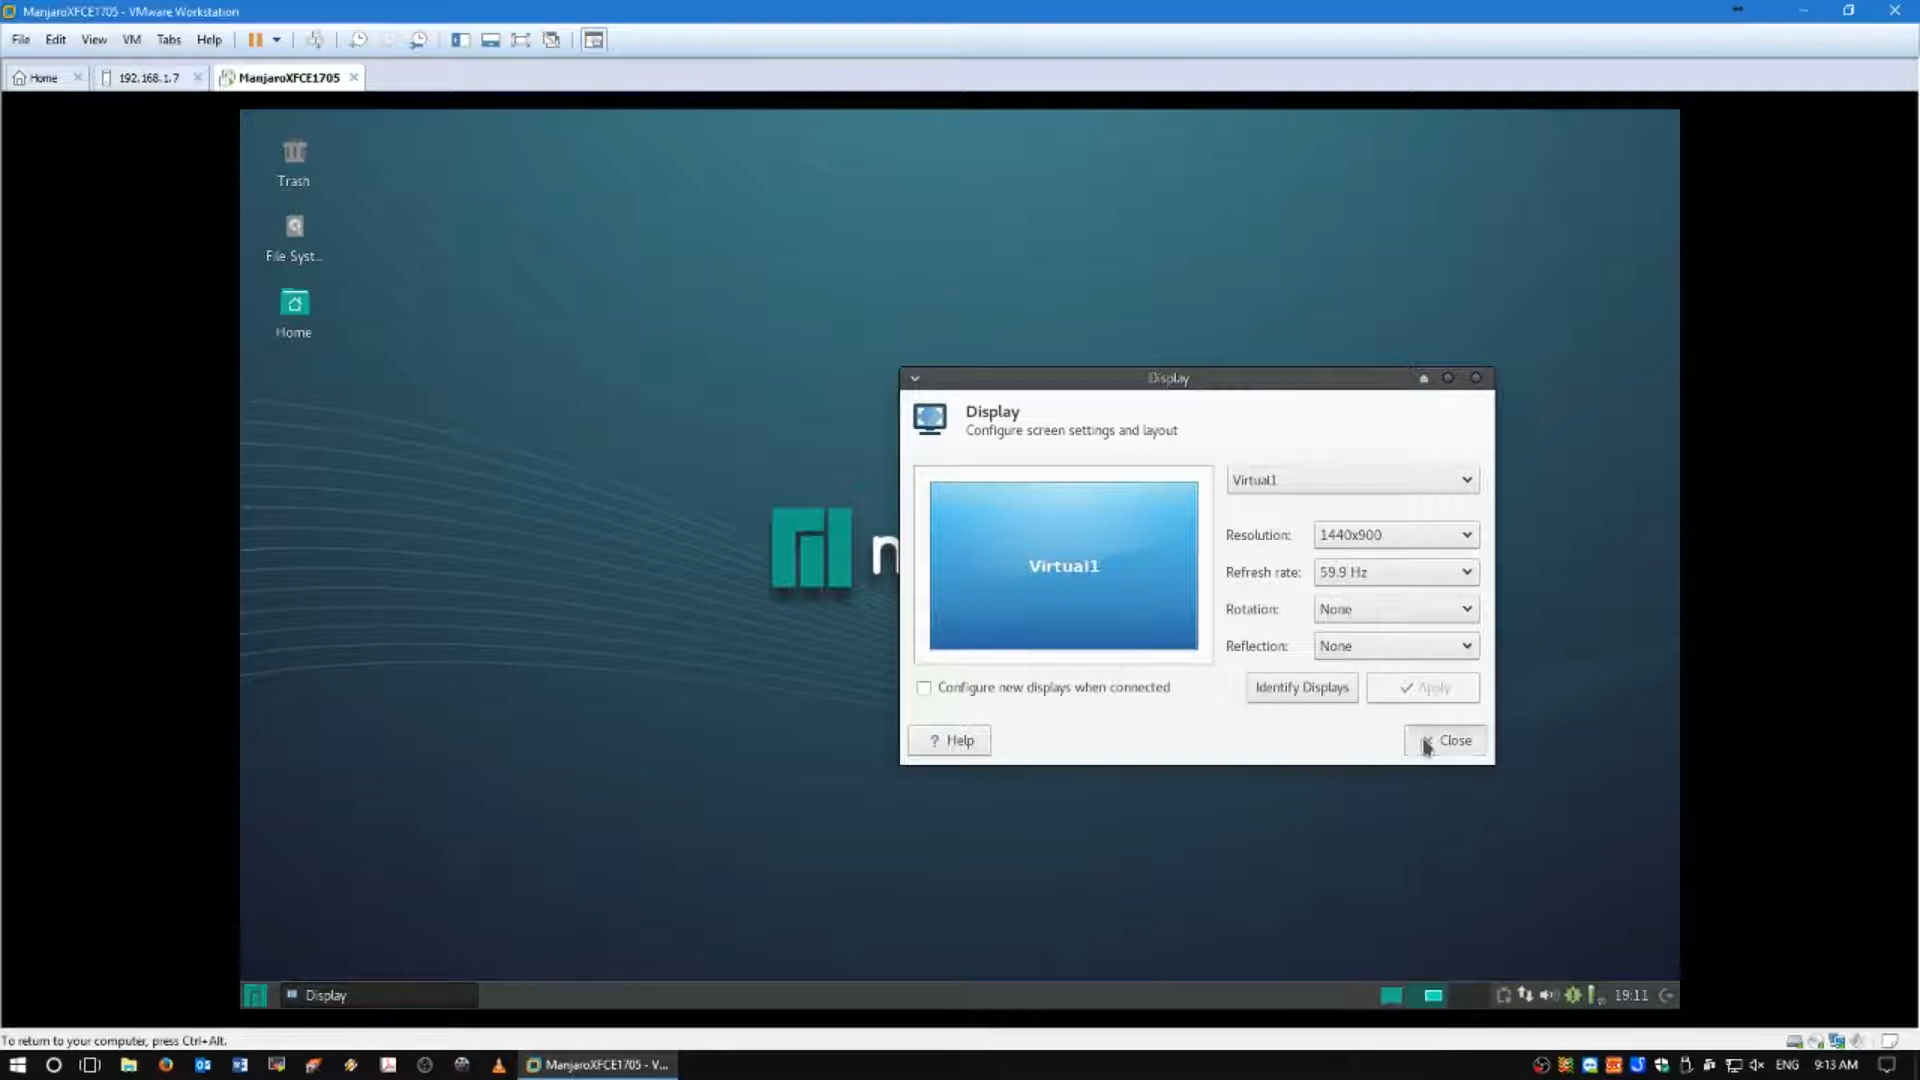 ManjaroXFCE1705 - VMware Workstation
File Edit View VM Tabs Help
Home 192.168.1.7 ManjaroXFCE1705
Trash
File Syst...
Home
Display
Display
Configure screen settings and layout
Virtual1
Virtual1
Resolution: 1440x900
Refresh rate: 59.9 Hz
Rotation: None
Reflection: None
Configure new displays when connected
Identify Displays Apply
Help Close
Display
19:11
To return to your computer, press Ctrl+Alt.
ManjaroXFCE1705 - V...
ENG 9:13 AM